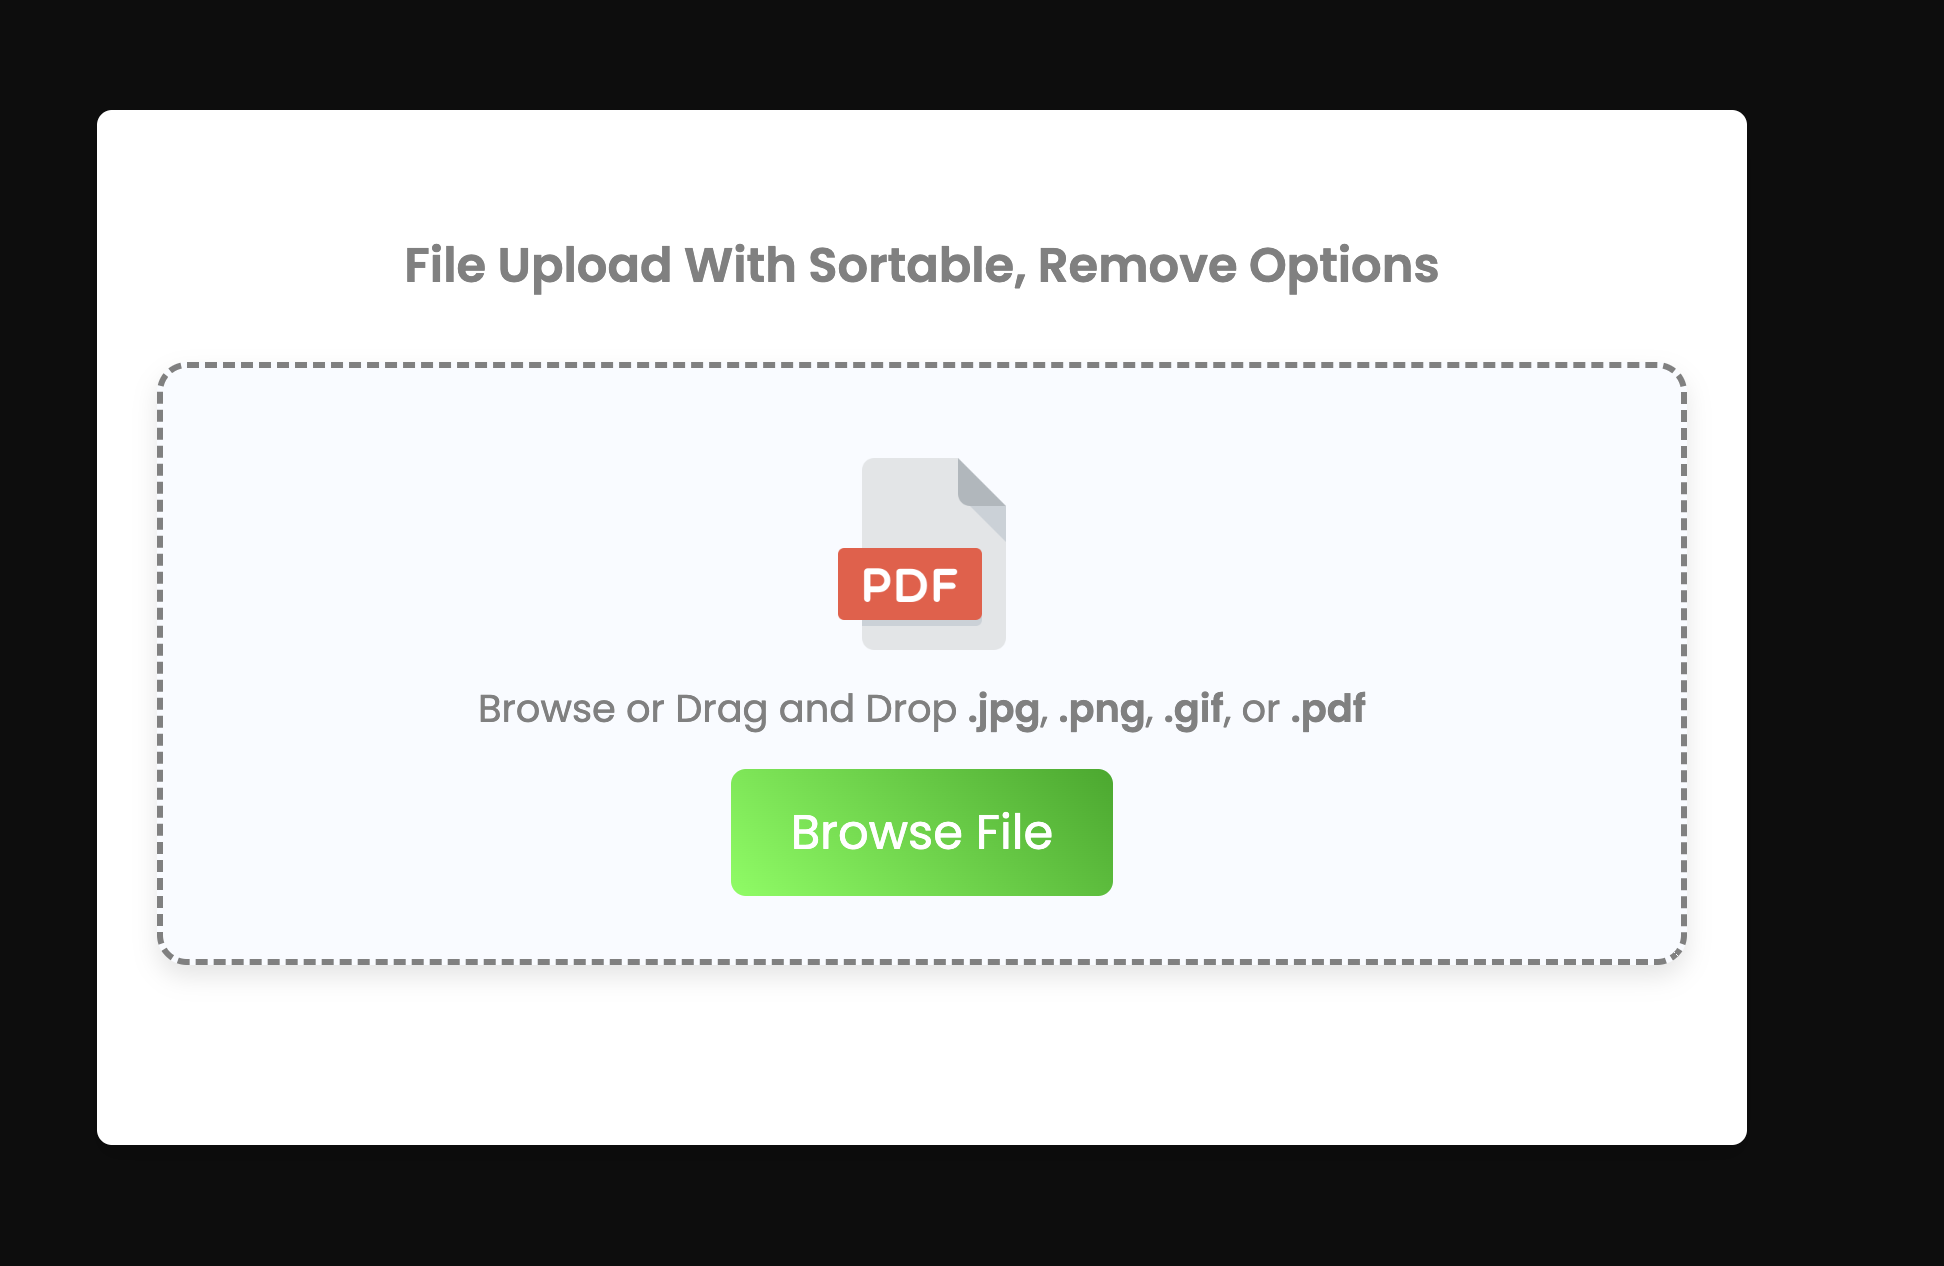 File Upload With Sortable, Remove Options
PDF
Browse or Drag and Drop .jpg, .png, .gif, or .pdf
Browse File